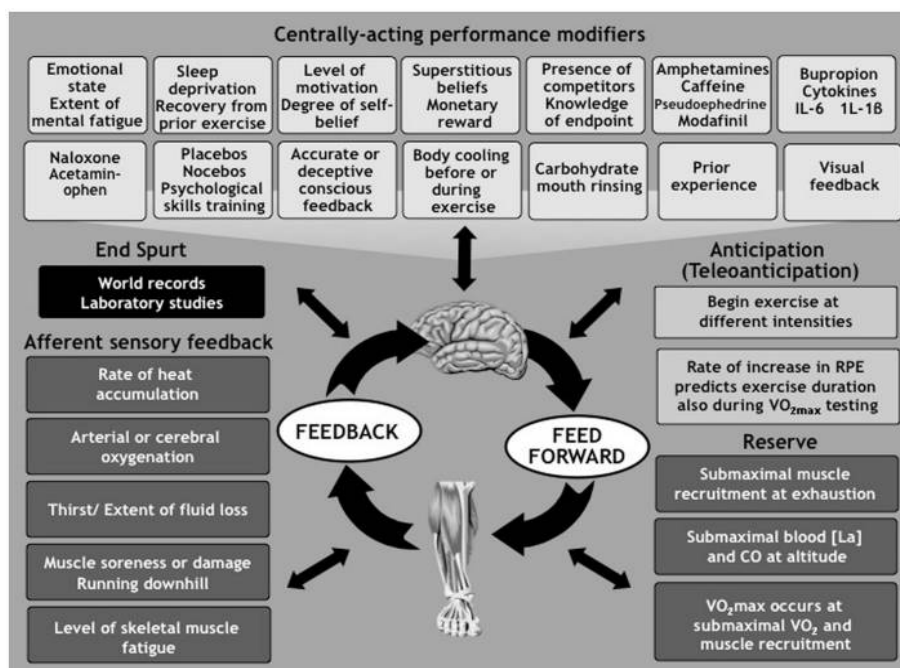 Centrally-acting performance modifiers
Emotional
state
Extent of
mental fatigue
Sleep
deprivation
Recovery from
prior exercise
Level of
motivation
Degree of self-
belief
Superstitious
beliefs
Monetary
reward
Presence of
competitors
Knowledge
of endpoint
Amphetamines
Caffeine
Pseudoephedrine
Modafinil
Bupropion
Cytokines
IL-6 1L-1ß
Naloxone
Acetamin-
ophen
Placebos
Nocebos
Psychological
skills training
Accurate or
deceptive
conscious
feedback
Body cooling
before or
during
exercise
Carbohydrate
mouth rinsing
Prior
experience
Visual
feedback
End Spurt
World records
Laboratory studies
Afferent sensory feedback
Rate of heat
accumulation
Arterial or cerebral
oxygenation
Thirst/ Extent of fluid loss
Muscle soreness or damage
Running downhill
Level of skeletal muscle
fatigue
FEEDBACK
FEED
FORWARD
Anticipation
(Teleoanticipation)
Begin exercise at
different intensities
Rate of increase in RPE
predicts exercise duration
also during VO₂max testing
Reserve
Submaximal muscle
recruitment at exhaustion
Submaximal blood [La]
and CO at altitude
VO₂max occurs at
submaximal VO₂ and
muscle recruitment